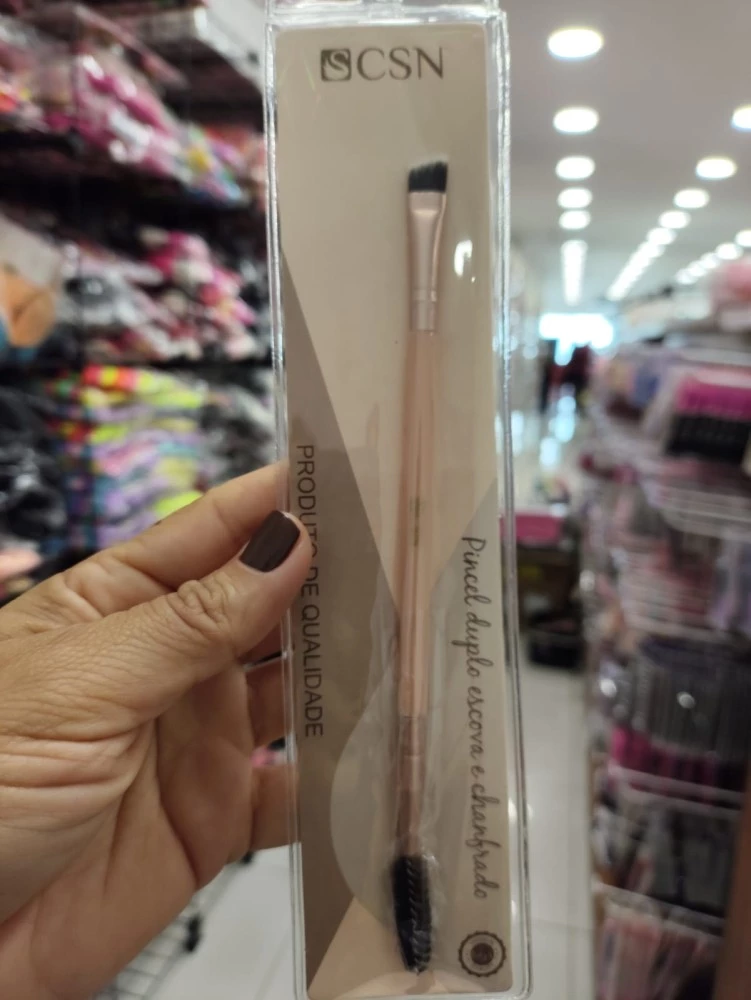 CSN
PRODUTO DE QUALIDADE
Pincel duplo escova e chanfrado